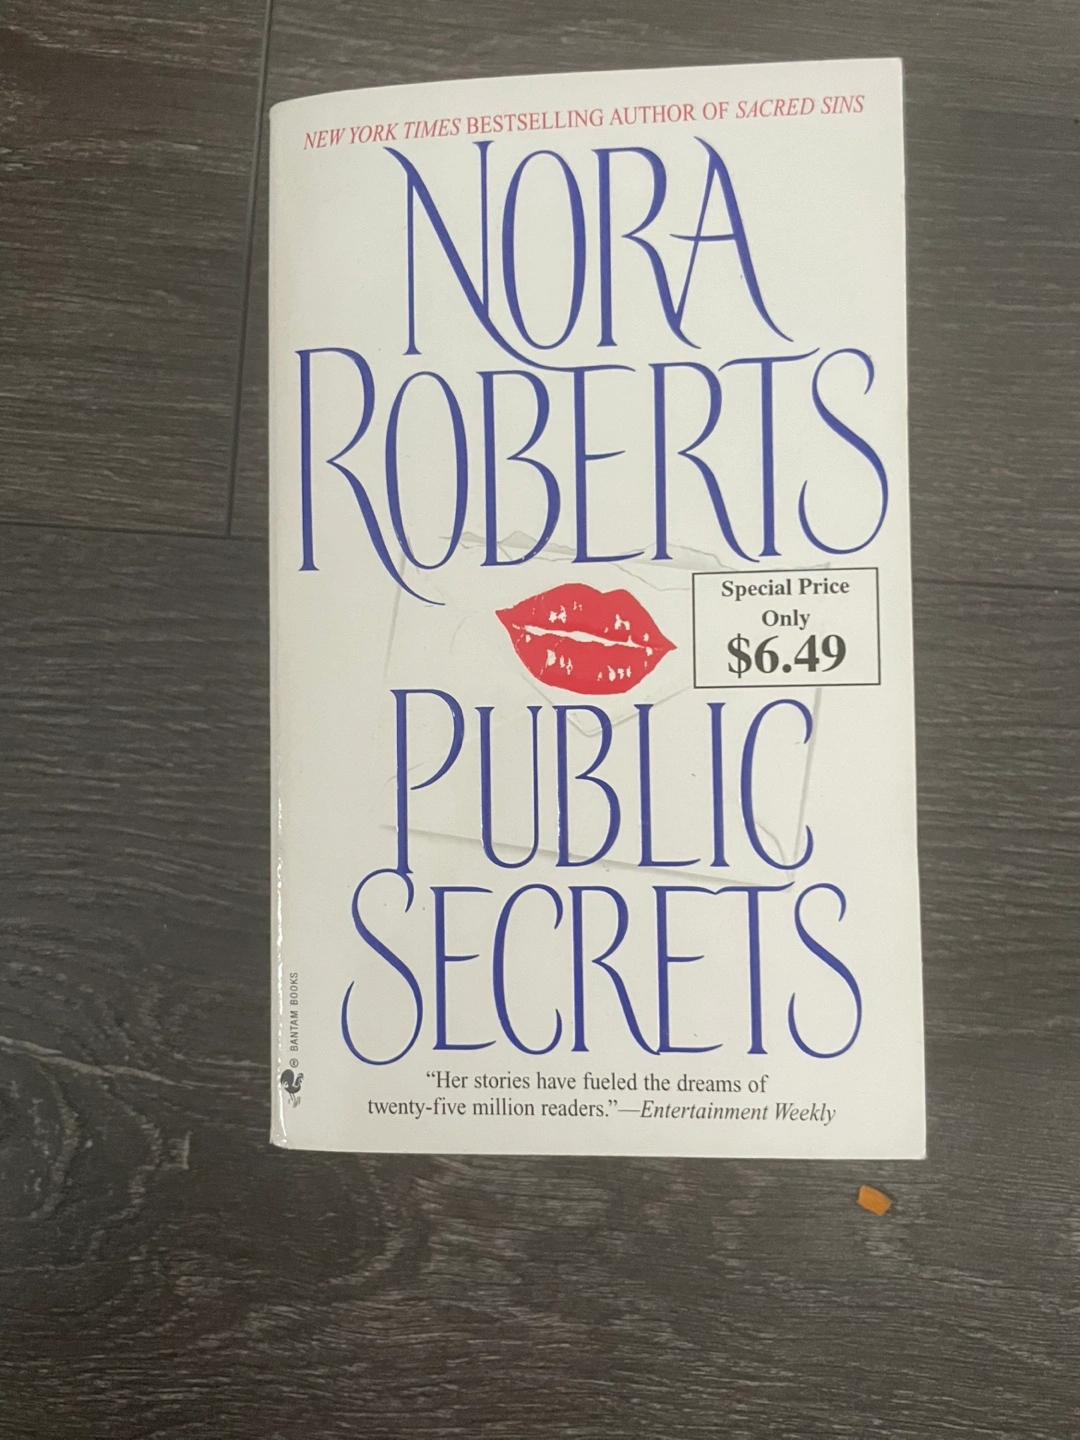 NEW YORK TIMES BESTSELLING AUTHOR OF SACRED SINS
NORA
ROBERTS
Special Price
Only
$6.49
PUBLIC
SECRETS
BANTAM BOOKS
“Her stories have fueled the dreams of
twenty-five million readers.”—Entertainment Weekly